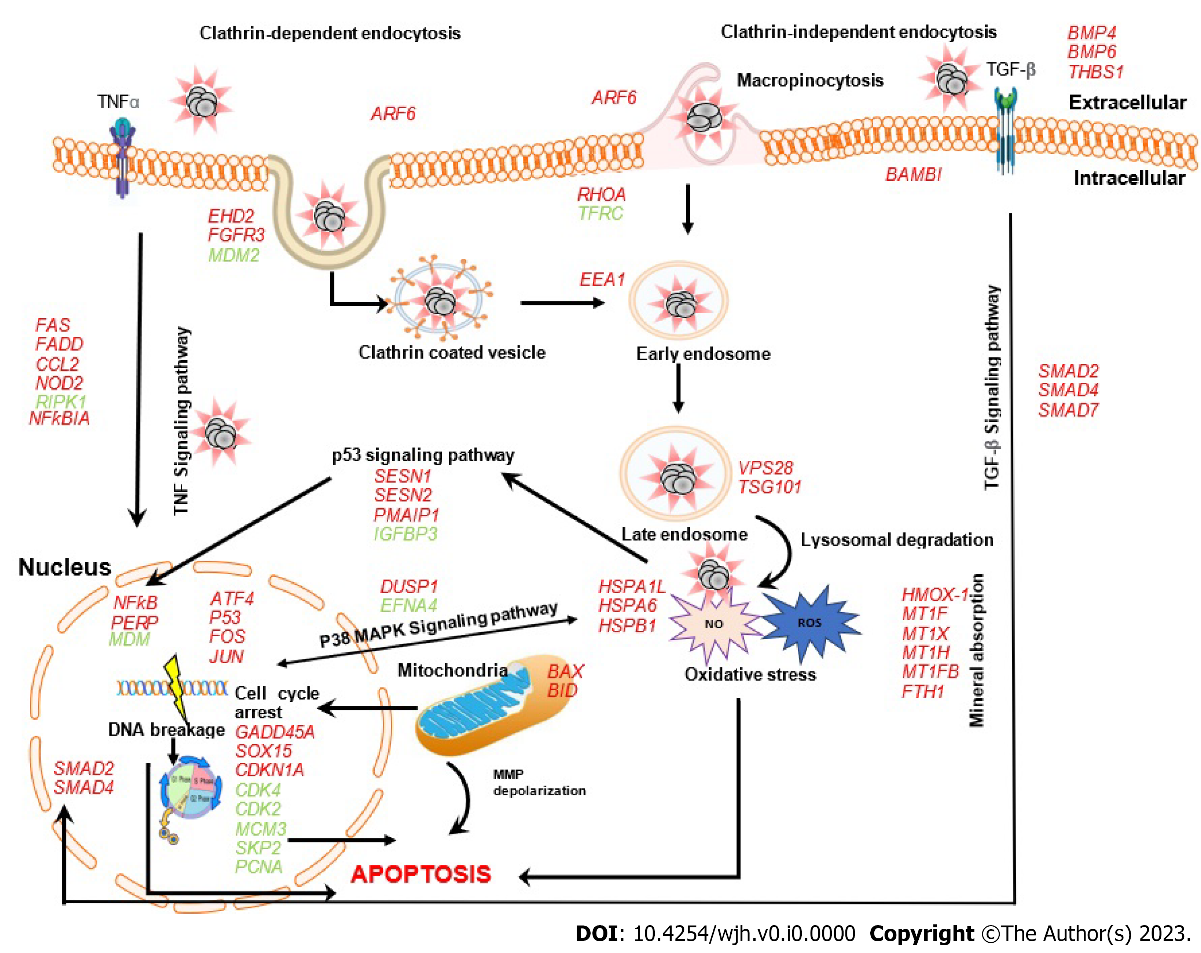 Clathrin-dependent endocytosis
Clathrin-independent endocytosis
BMP4
BMP6
THBS1
TGF-β
Macropinocytosis
TNFα
ARF6
ARF6
Extracellular
Intracellular
BAMBI
EHD2
FGFR3
MDM2
RHOA
TFRC
EEA1
Clathrin coated vesicle
Early endosome
FAS
FADD
CCL2
NOD2
RIPK1
NFkBIA
TNF Signaling pathway
TGF-β Signaling pathway
SMAD2
SMAD4
SMAD7
p53 signaling pathway
SESN1
SESN2
PMAIP1
IGFBP3
VPS28
TSG101
Late endosome
Lysosomal degradation
Nucleus
NFkB
PERP
MDM
ATF4
P53
FOS
JUN
DUSP1
EFNA4
P38 MAPK Signaling pathway
HSPA1L
HSPA6
HSPB1
NO
ROS
Oxidative stress
HMOX-1
MT1F
MT1X
MT1H
MT1FB
FTH1
Mineral absorption
Mitochondria
BAX
BID
DNA breakage
Cell cycle
arrest
GADD45A
SOX15
CDKN1A
CDK4
CDK2
MCM3
SKP2
PCNA
SMAD2
SMAD4
G1 Phase
S Phase
G2 Phase
MMP
depolarization
APOPTOSIS
DOI: 10.4254/wjh.v0.i0.0000 Copyright ©The Author(s) 2023.